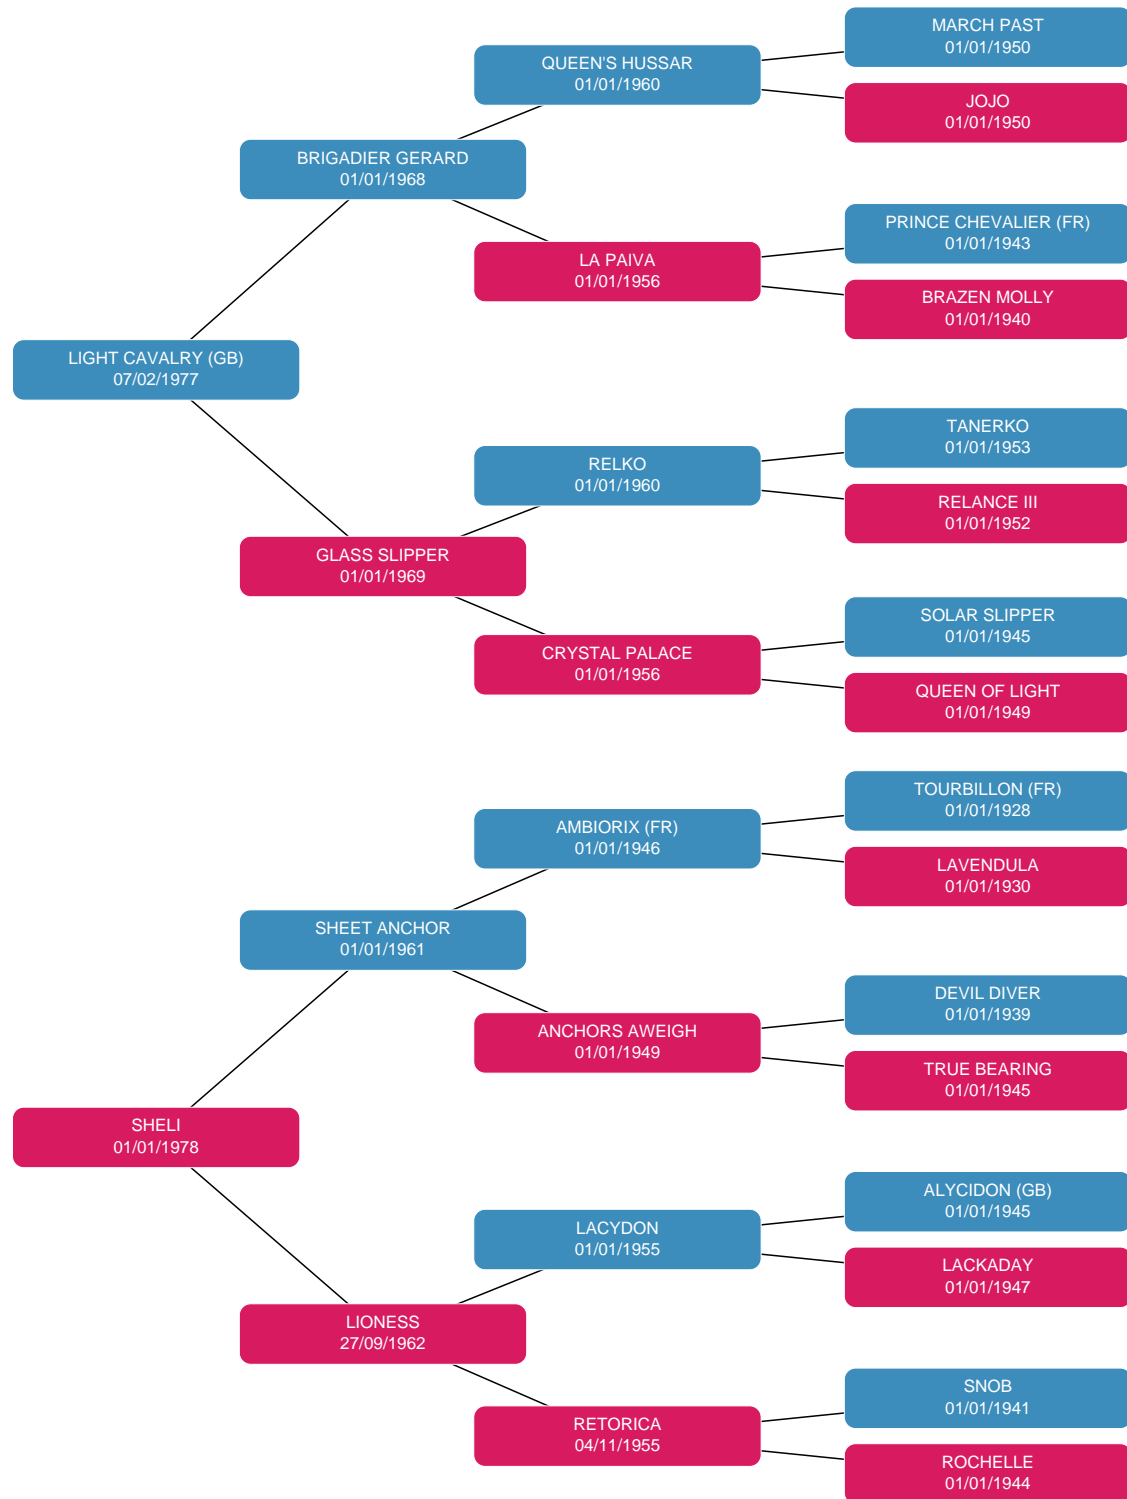 MARCH PAST
01/01/1950
QUEEN'S HUSSAR
01/01/1960
JOJO
01/01/1950
BRIGADIER GERARD
01/01/1968
PRINCE CHEVALIER (FR)
01/01/1943
LA PAIVA
01/01/1956
BRAZEN MOLLY
01/01/1940
LIGHT CAVALRY (GB)
07/02/1977
TANERKO
01/01/1953
RELKO
01/01/1960
RELANCE III
01/01/1952
GLASS SLIPPER
01/01/1969
SOLAR SLIPPER
01/01/1945
CRYSTAL PALACE
01/01/1956
QUEEN OF LIGHT
01/01/1949
TOURBILLON (FR)
01/01/1928
AMBIORIX (FR)
01/01/1946
LAVENDULA
01/01/1930
SHEET ANCHOR
01/01/1961
DEVIL DIVER
01/01/1939
ANCHORS AWEIGH
01/01/1949
TRUE BEARING
01/01/1945
SHELI
01/01/1978
ALYCIDON (GB)
01/01/1945
LACYDON
01/01/1955
LACKADAY
01/01/1947
LIONESS
27/09/1962
SNOB
01/01/1941
RETORICA
04/11/1955
ROCHELLE
01/01/1944